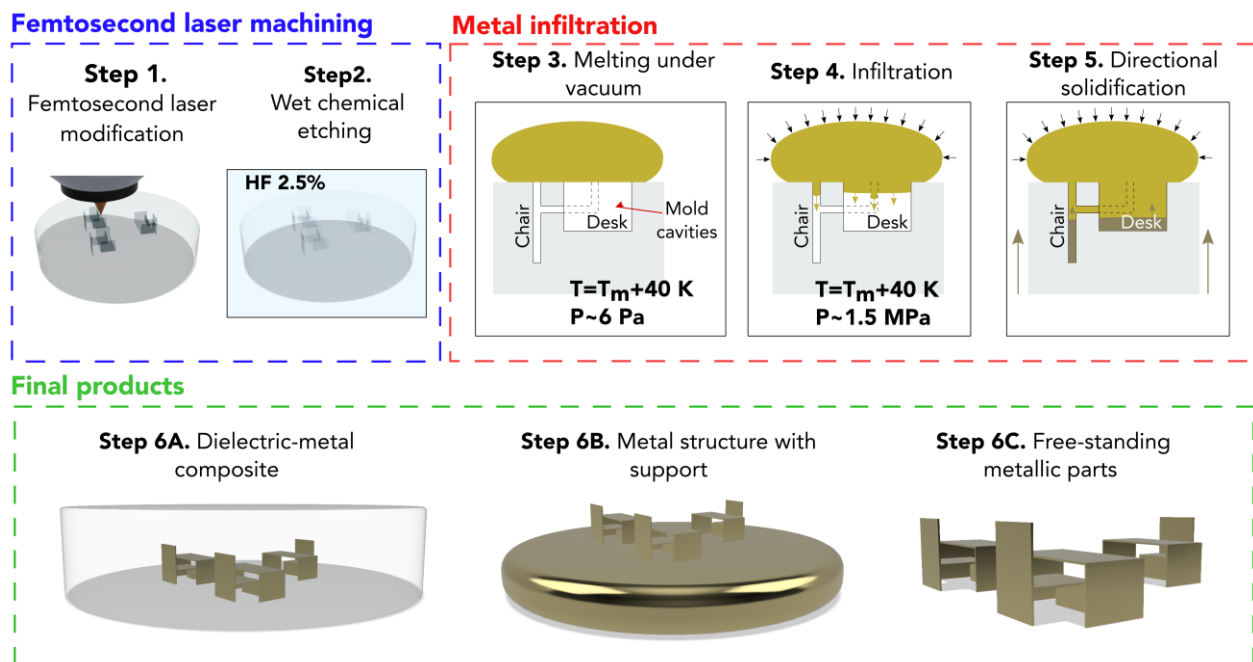 Femtosecond laser machining
Step 1.
Femtosecond laser
modification
Step2.
Wet chemical
etching
HF 2.5%
Metal infiltration
Step 3. Melting under
vacuum
Chair
Desk
Mold
cavities
T=Tm+40 K
P~6 Pa
Step 4. Infiltration
Chair
Desk
T=Tm+40 K
P~1.5 MPa
Step 5. Directional
solidification
Chair
Desk
Final products
Step 6A. Dielectric-metal
composite
Step 6B. Metal structure with
support
Step 6C. Free-standing
metallic parts